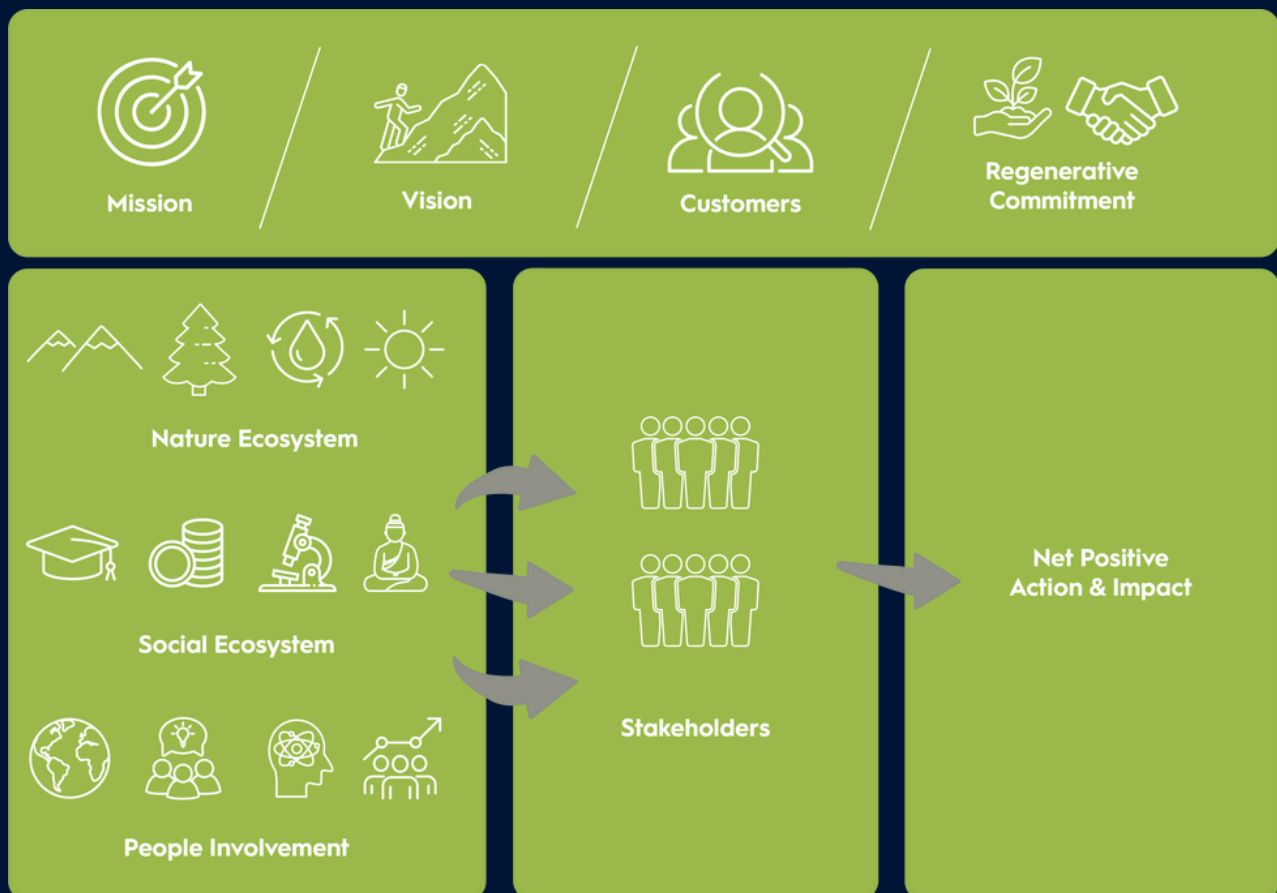 Mission
Vision
Customers
Regenerative
Commitment
Nature Ecosystem
Social Ecosystem
People Involvement
Stakeholders
Net Positive
Action & Impact